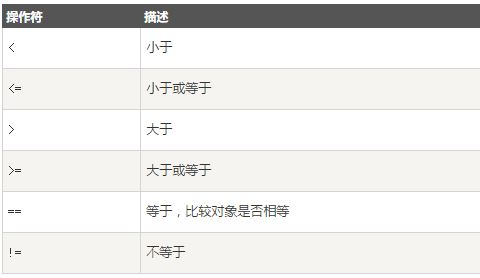 操作符 描述
< 小于
<= 小于或等于
> 大于
>= 大于或等于
== 等于，比较对象是否相等
!= 不等于